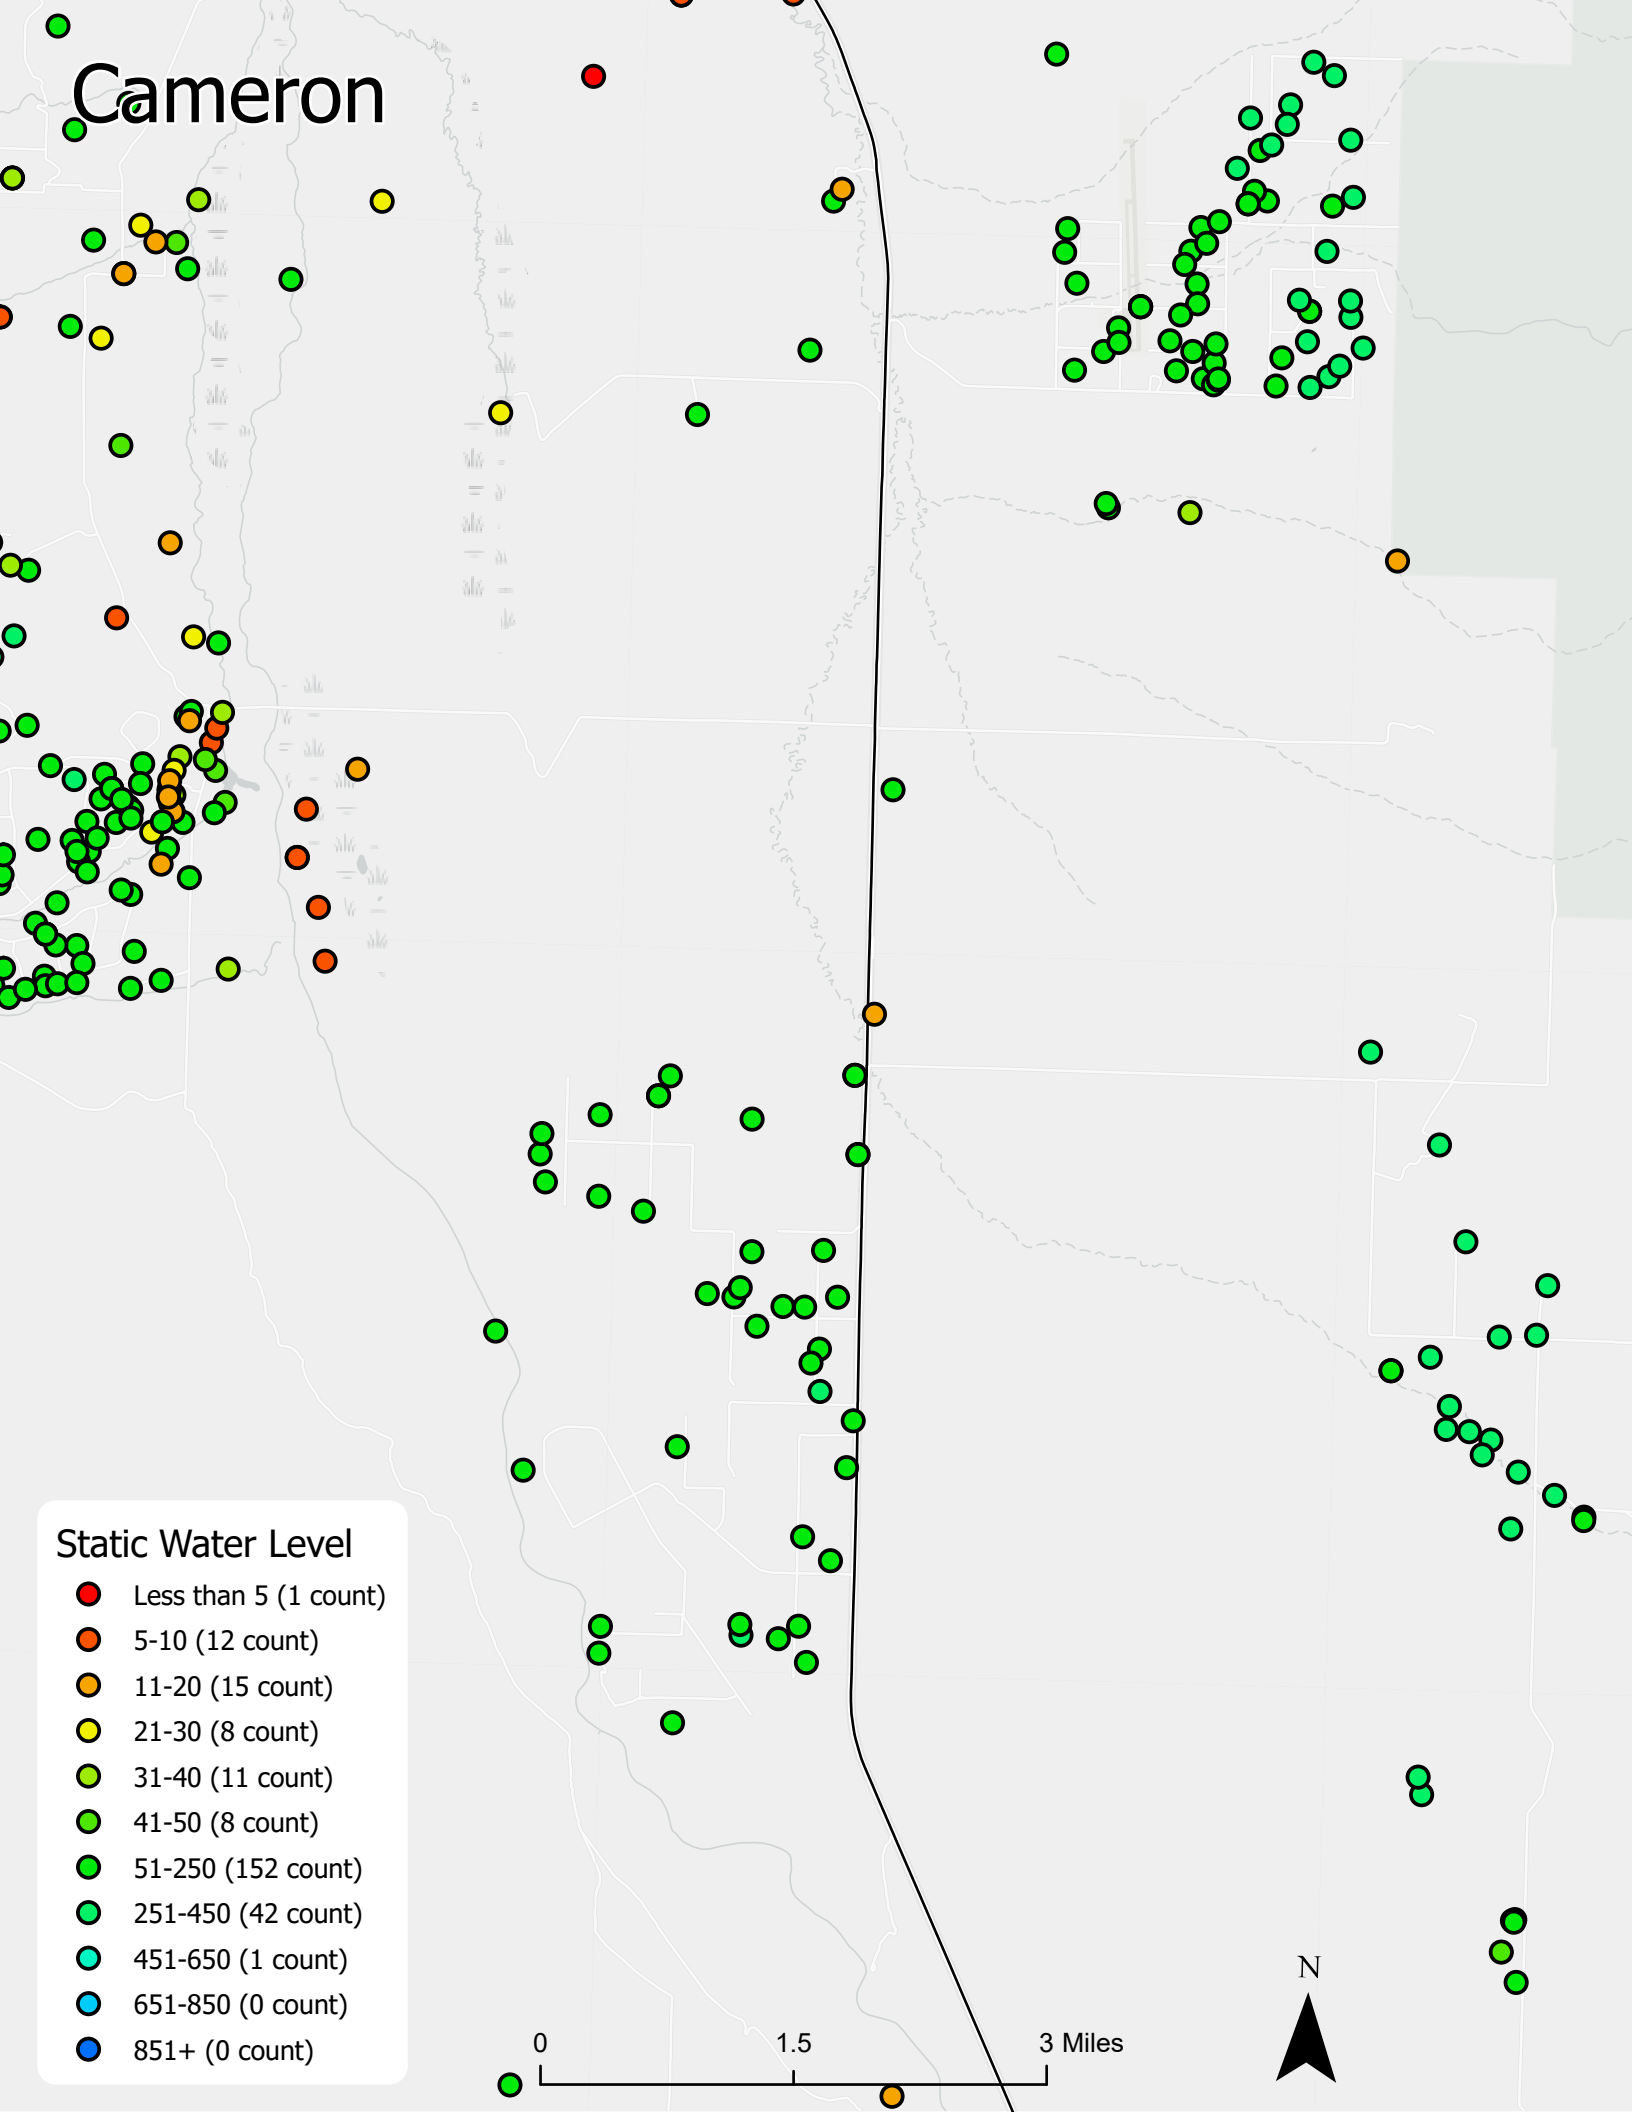 Cameron
Static Water Level
Less than 5 (1 count)
5-10 (12 count)
11-20 (15 count)
21-30 (8 count)
31-40 (11 count)
41-50 (8 count)
51-250 (152 count)
251-450 (42 count)
451-650 (1 count)
651-850 (0 count)
851+ (0 count)
N
0 1.5 3 Miles